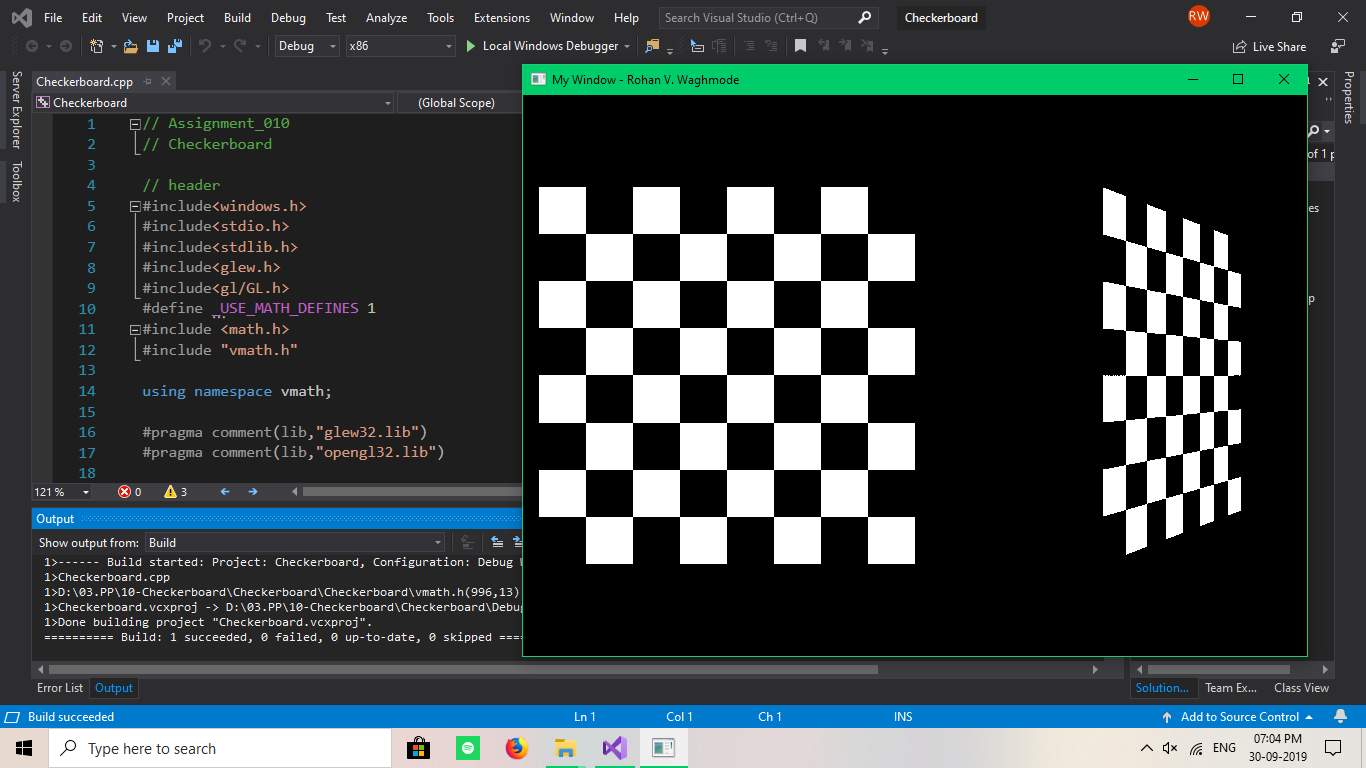 File Edit View Project Build Debug Test Analyze Tools Extensions Window Help Search Visual Studio (Ctrl+Q) Checkerboard RW
Debug x86 Local Windows Debugger Live Share
Server Explorer
Toolbox
Checkerboard.cpp
Checkerboard (Global Scope)
1 // Assignment_010
2 // Checkerboard
3
4 // header
5 #include<windows.h>
6 #include<stdio.h>
7 #include<stdlib.h>
8 #include<glew.h>
9 #include<gl/GL.h>
10 #define _USE_MATH_DEFINES 1
11 #include <math.h>
12 #include "vmath.h"
13
14 using namespace vmath;
15
16 #pragma comment(lib,"glew32.lib")
17 #pragma comment(lib,"opengl32.lib")
18
121 % 0 3
My Window - Rohan V. Waghmode
Properties
of 1 p
es
p
Output
Show output from: Build
1>------ Build started: Project: Checkerboard, Configuration: Debug W
1>Checkerboard.cpp
1>D:\03.PP\10-Checkerboard\Checkerboard\Checkerboard\vmath.h(996,13)
1>Checkerboard.vcxproj -> D:\03.PP\10-Checkerboard\Checkerboard\Debug
1>Done building project "Checkerboard.vcxproj".
========== Build: 1 succeeded, 0 failed, 0 up-to-date, 0 skipped ====
Error List Output
Solution... Team Ex... Class View
Build succeeded Ln 1 Col 1 Ch 1 INS Add to Source Control
Type here to search
ENG 07:04 PM
30-09-2019